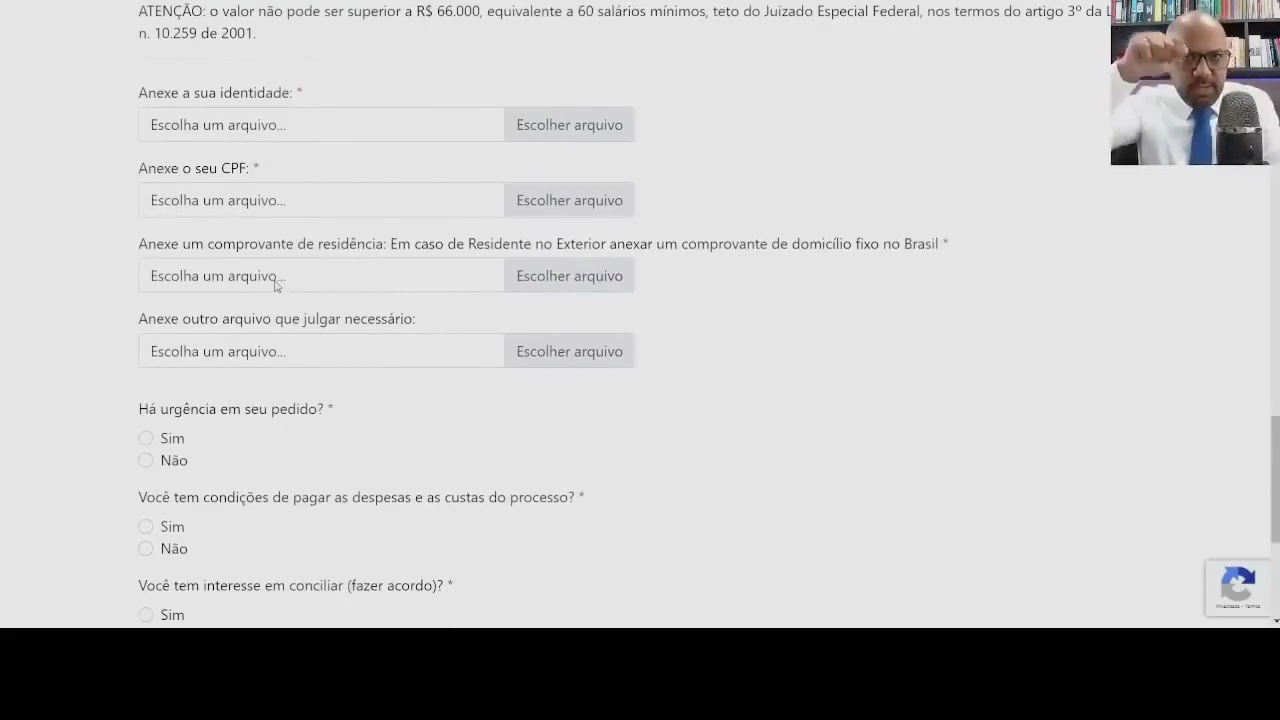 ATENÇÃO: o valor não pode ser superior a R$ 66.000, equivalente a 60 salários mínimos, teto do Juizado Especial Federal, nos termos do artigo 3º da
n. 10.259 de 2001.
Anexe a sua identidade: *
Escolha um arquivo... Escolher arquivo
Anexe o seu CPF: *
Escolha um arquivo... Escolher arquivo
Anexe um comprovante de residência: Em caso de Residente no Exterior anexar um comprovante de domicílio fixo no Brasil *
Escolha um arquivo... Escolher arquivo
Anexe outro arquivo que julgar necessário:
Escolha um arquivo... Escolher arquivo
Há urgência em seu pedido? *
Sim
Não
Você tem condições de pagar as despesas e as custas do processo? *
Sim
Não
Você tem interesse em conciliar (fazer acordo)? *
Sim
Privacidade - Termos